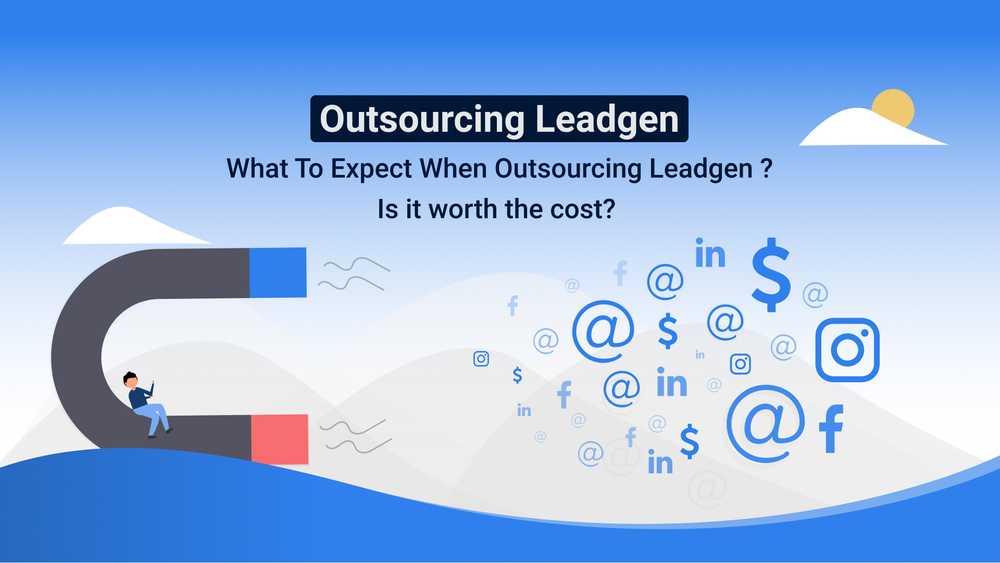 Outsourcing Leadgen
What To Expect When Outsourcing Leadgen ?
Is it worth the cost?